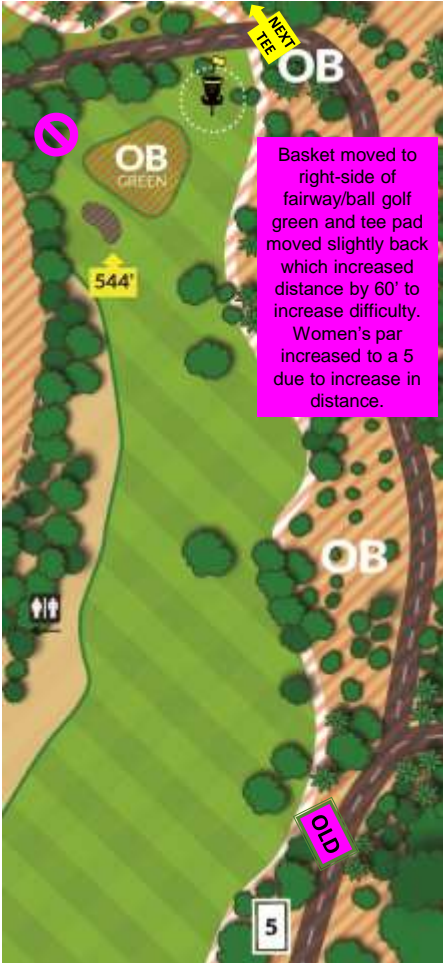 NEXT
TEE
OB
OB
GREEN
Basket moved to
right-side of
fairway/ball golf
green and tee pad
moved slightly back
which increased
distance by 60’ to
increase difficulty.
Women’s par
increased to a 5
due to increase in
distance.
544'
OB
OLD
5